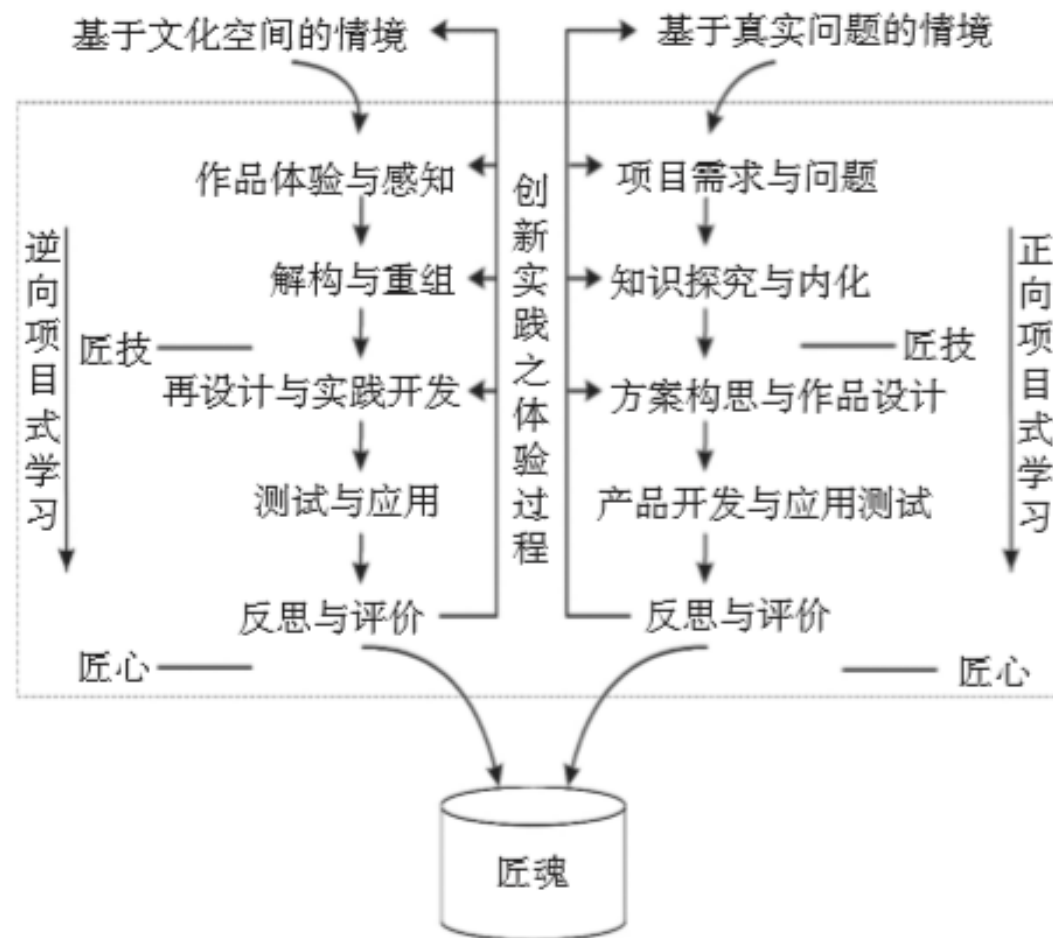 基于文化空间的情境
基于真实问题的情境
作品体验与感知
项目需求与问题
逆向项目式学习
创新实践之体验过程
正向项目式学习
解构与重组
知识探究与内化
匠技
匠技
再设计与实践开发
方案构思与作品设计
测试与应用
产品开发与应用测试
反思与评价
反思与评价
匠心
匠心
匠魂